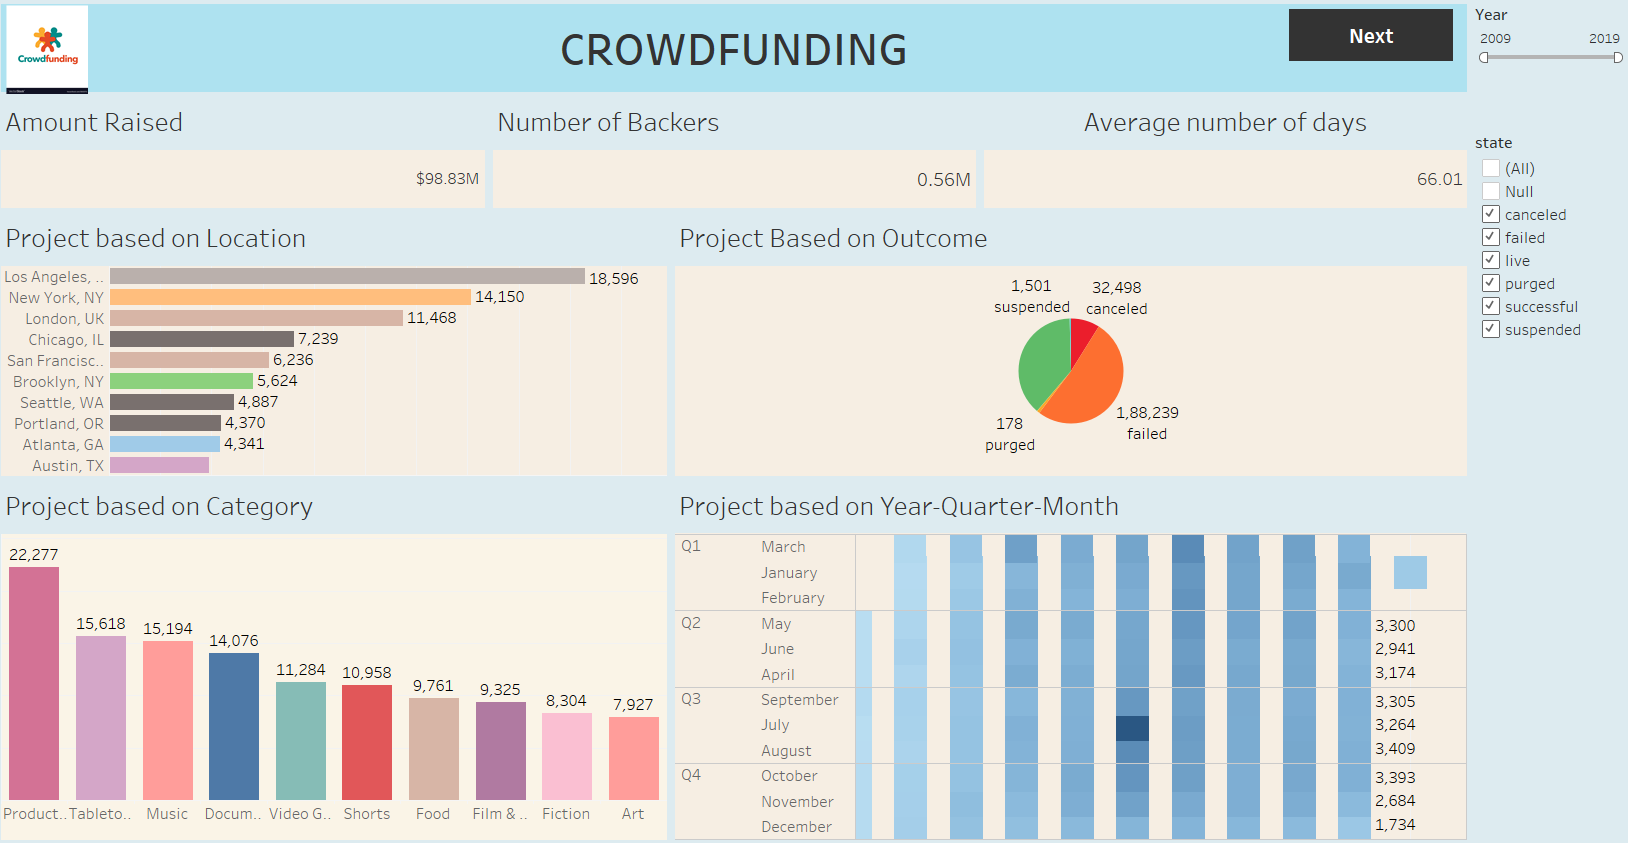 Crowdfunding
CROWDFUNDING
Next
Year
2009 2019
Amount Raised
$98.83M
Number of Backers
0.56M
Average number of days
66.01
state
(All)
Null
canceled
failed
live
purged
successful
suspended
Project based on Location
Los Angeles, .. 18,596
New York, NY 14,150
London, UK 11,468
Chicago, IL 7,239
San Francisc.. 6,236
Brooklyn, NY 5,624
Seattle, WA 4,887
Portland, OR 4,370
Atlanta, GA 4,341
Austin, TX
Project Based on Outcome
1,501
suspended
32,498
canceled
1,88,239
failed
178
purged
Project based on Category
22,277
15,618
15,194
14,076
11,284
10,958
9,761
9,325
8,304
7,927
Product.. Tableto.. Music Docum.. Video G.. Shorts Food Film & .. Fiction Art
Project based on Year-Quarter-Month
Q1 March
January
February
Q2 May 3,300
June 2,941
April 3,174
Q3 September 3,305
July 3,264
August 3,409
Q4 October 3,393
November 2,684
December 1,734